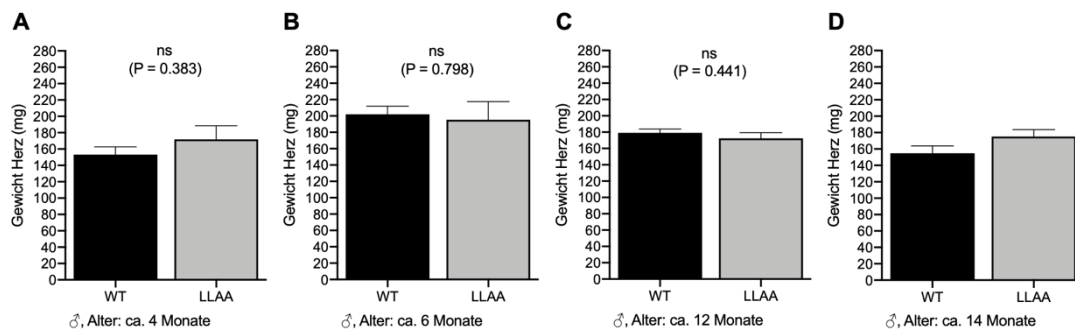 A
ns
(P = 0.383)
Gewicht Herz (mg)
280
260
240
220
200
180
160
140
120
100
80
60
40
20
0
WT LLAA
♂, Alter: ca. 4 Monate
B
ns
(P = 0.798)
Gewicht Herz (mg)
280
260
240
220
200
180
160
140
120
100
80
60
40
20
0
WT LLAA
♂, Alter: ca. 6 Monate
C
ns
(P = 0.441)
Gewicht Herz (mg)
280
260
240
220
200
180
160
140
120
100
80
60
40
20
0
WT LLAA
♂, Alter: ca. 12 Monate
D
Gewicht Herz (mg)
280
260
240
220
200
180
160
140
120
100
80
60
40
20
0
WT LLAA
♂, Alter: ca. 14 Monate